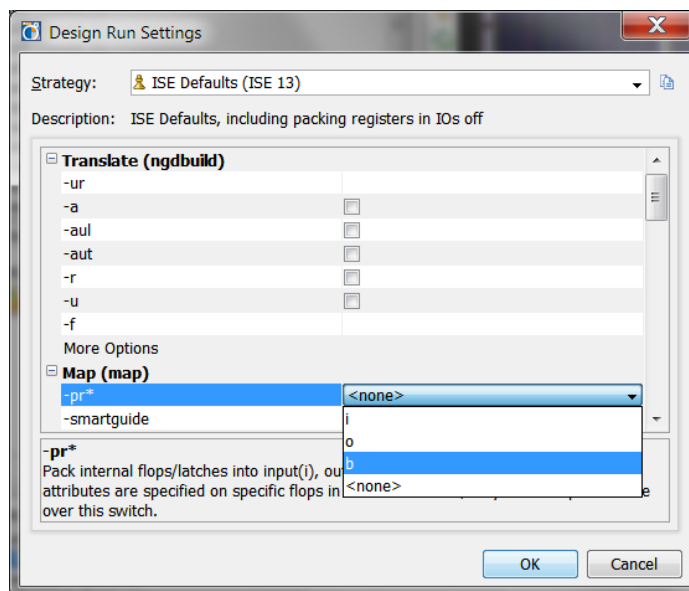 Design Run Settings
Strategy: ISE Defaults (ISE 13)
Description: ISE Defaults, including packing registers in IOs off
Translate (ngdbuild)
-ur
-a
-aul
-aut
-r
-u
-f
More Options
Map (map)
-pr* <none>
-smartguide
i
o
b
<none>
-pr*
Pack internal flops/latches into input(i),
attributes are specified on specific flops in
over this switch.
OK Cancel